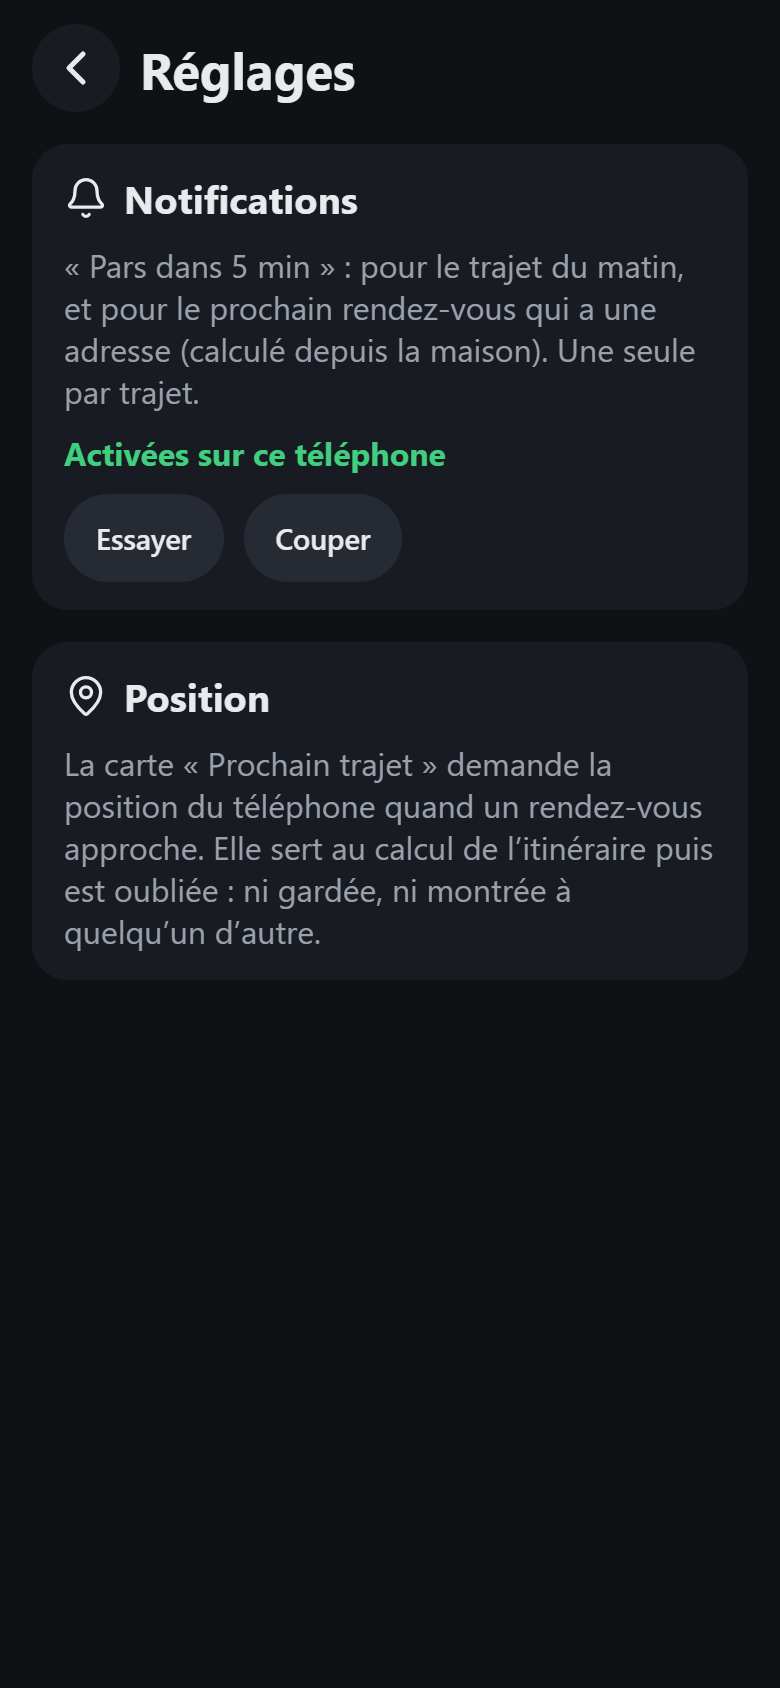 Réglages
Notifications
« Pars dans 5 min » : pour le trajet du matin,
et pour le prochain rendez-vous qui a une
adresse (calculé depuis la maison). Une seule
par trajet.
Activées sur ce téléphone
Essayer Couper
Position
La carte « Prochain trajet » demande la
position du téléphone quand un rendez-vous
approche. Elle sert au calcul de l’itinéraire puis
est oubliée : ni gardée, ni montrée à
quelqu’un d’autre.